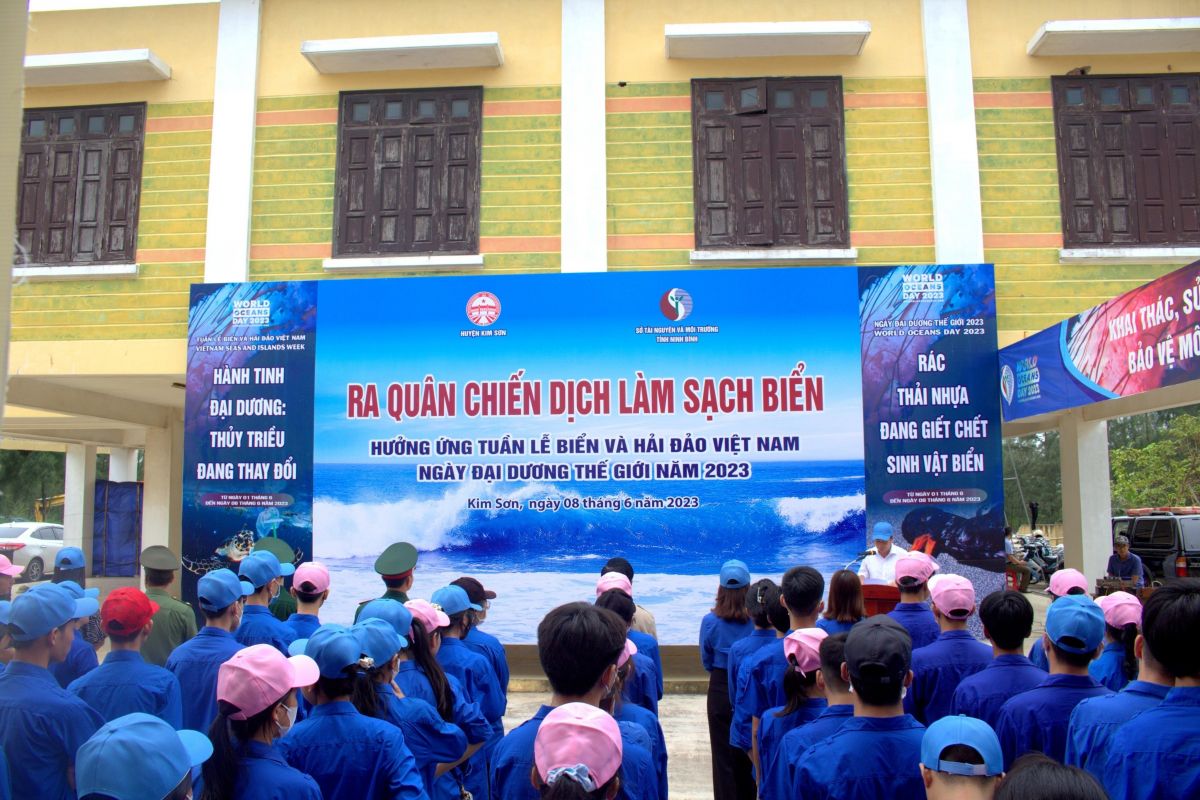 WORLD
OCEANS
DAY 2023
TUẦN LỄ BIỂN VÀ HẢI ĐẢO VIỆT NAM
VIETNAM SEAS AND ISLANDS WEEK
HÀNH TINH
ĐẠI DƯƠNG:
THỦY TRIỀU
ĐANG THAY ĐỔI
TỪ NGÀY 01 THÁNG 6
ĐẾN NGÀY 08 THÁNG 6 NĂM 2023
HUYỆN KIM SƠN
SỞ TÀI NGUYÊN VÀ MÔI TRƯỜNG
TỈNH NINH BÌNH
RA QUÂN CHIẾN DỊCH LÀM SẠCH BIỂN
HƯỞNG ỨNG TUẦN LỄ BIỂN VÀ HẢI ĐẢO VIỆT NAM
NGÀY ĐẠI DƯƠNG THẾ GIỚI NĂM 2023
Kim Sơn, ngày 08 tháng 6 năm 2023
WORLD
OCEANS
DAY 2023
NGÀY ĐẠI DƯƠNG THẾ GIỚI 2023
WORLD OCEANS DAY 2023
RÁC
THẢI NHỰA
ĐANG GIẾT CHẾT
SINH VẬT BIỂN
TỪ NGÀY 01 THÁNG 6
ĐẾN NGÀY 08 THÁNG 6 NĂM 2023
WORLD
OCEANS
DAY 2023
KHAI THÁC, SỬ
BẢO VỆ MÔ